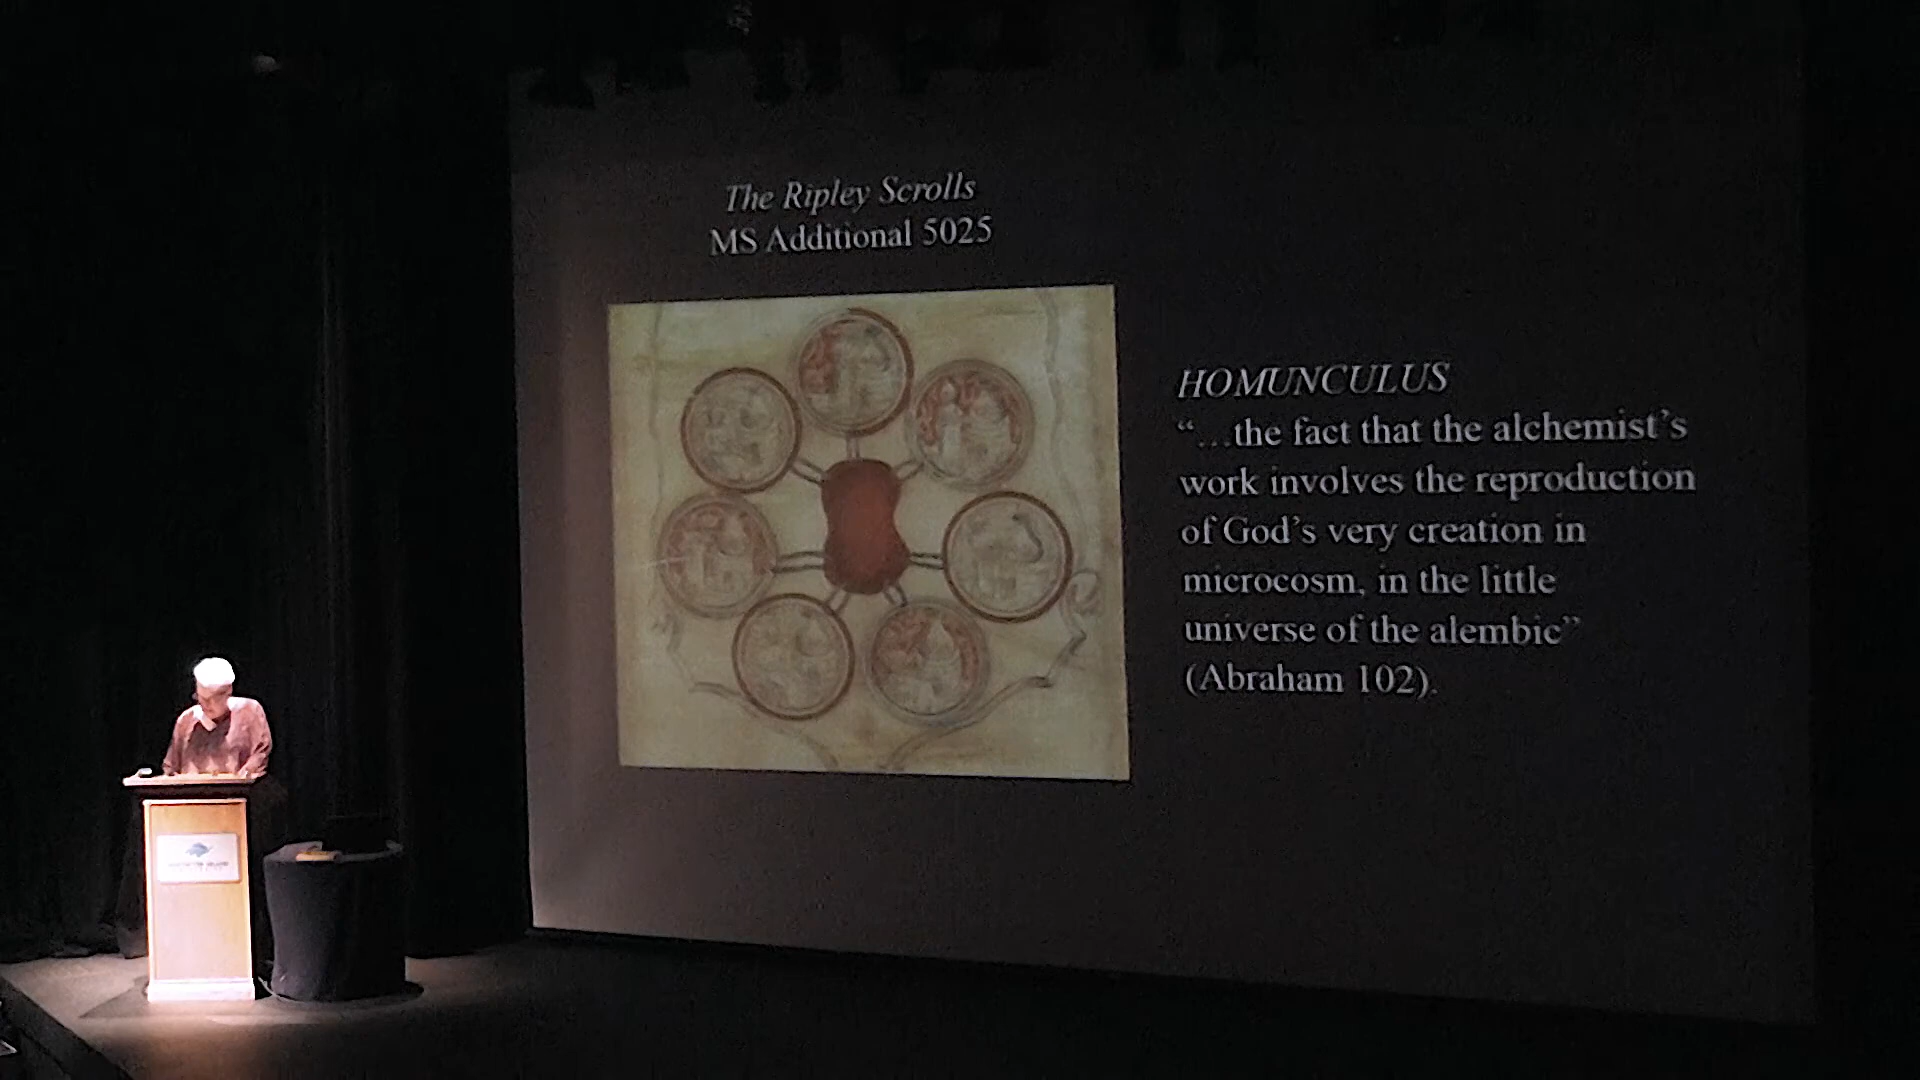 The Ripley Scrolls
MS Additional 5025
HOMUNCULUS
“…the fact that the alchemist’s
work involves the reproduction
of God’s very creation in
microcosm, in the little
universe of the alembic”
(Abraham 102).